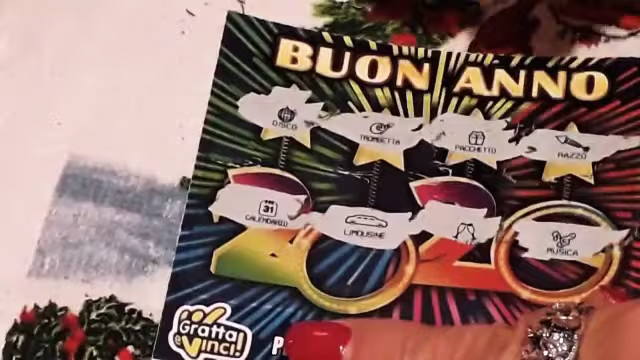 BUON ANNO
DISCO
TROMBETTA
PACCHETTO
RAZZO
31
CALENDARIO
LIMOUSINE
MUSICA
2020
Gratta
e Vinci!
P